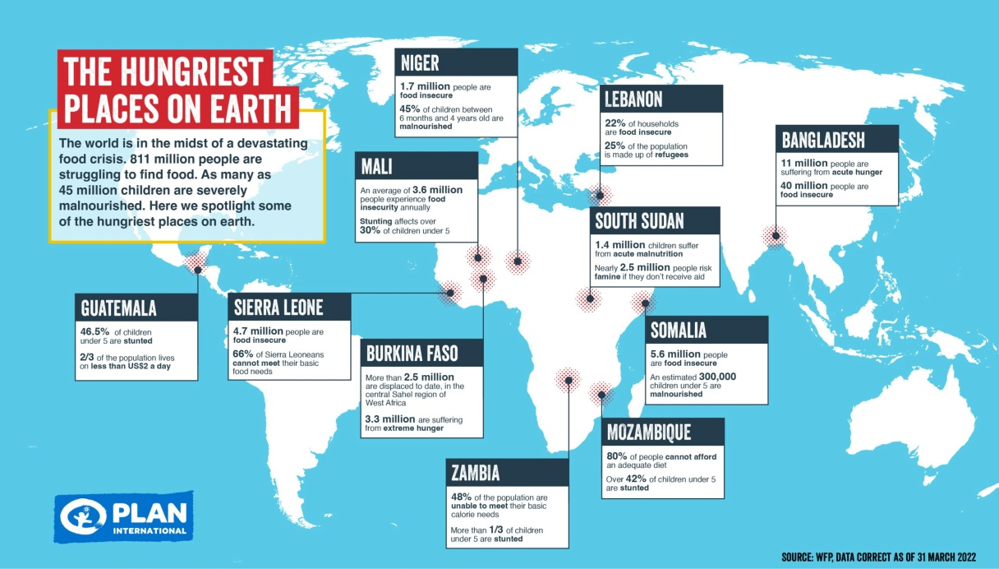 THE HUNGRIEST
PLACES ON EARTH
The world is in the midst of a devastating
food crisis. 811 million people are
struggling to find food. As many as
45 million children are severely
malnourished. Here we spotlight some
of the hungriest places on earth.
NIGER
1.7 million people are
food insecure
45% of children between
6 months and 4 years old are
malnourished
LEBANON
22% of households
are food insecure
25% of the population
is made up of refugees
BANGLADESH
11 million people are
suffering from acute hunger
40 million people are
food insecure
MALI
An average of 3.6 million
people experience food
insecurity annually
Stunting affects over
30% of children under 5
SOUTH SUDAN
1.4 million children suffer
from acute malnutrition
Nearly 2.5 million people risk
famine if they don't receive aid
GUATEMALA
46.5% of children
under 5 are stunted
2/3 of the population lives
on less than US$2 a day
SIERRA LEONE
4.7 million people are
food insecure
66% of Sierra Leoneans
cannot meet their basic
food needs
BURKINA FASO
More than 2.5 million
are displaced to date, in the
central Sahel region of
West Africa
3.3 million are suffering
from extreme hunger
SOMALIA
5.6 million people
are food insecure
An estimated 300,000
children under 5 are
malnourished
MOZAMBIQUE
80% of people cannot afford
an adequate diet
Over 42% of children under 5
are stunted
ZAMBIA
48% of the population are
unable to meet their basic
calorie needs
More than 1/3 of children
under 5 are stunted
PLAN
INTERNATIONAL
SOURCE: WFP, DATA CORRECT AS OF 31 MARCH 2022